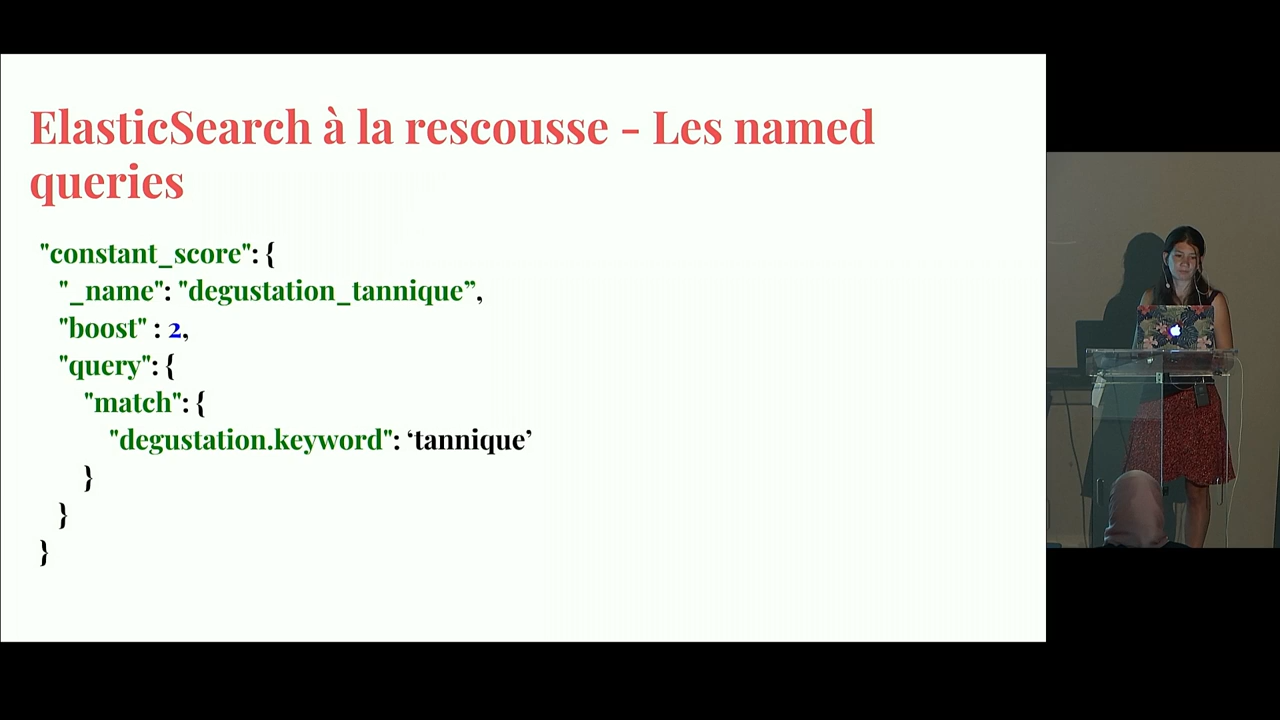 ElasticSearch à la rescousse - Les named
queries
"constant_score": {
"_name": "degustation_tannique”,
"boost" : 2,
"query": {
"match": {
"degustation.keyword": ‘tannique’
}
}
}